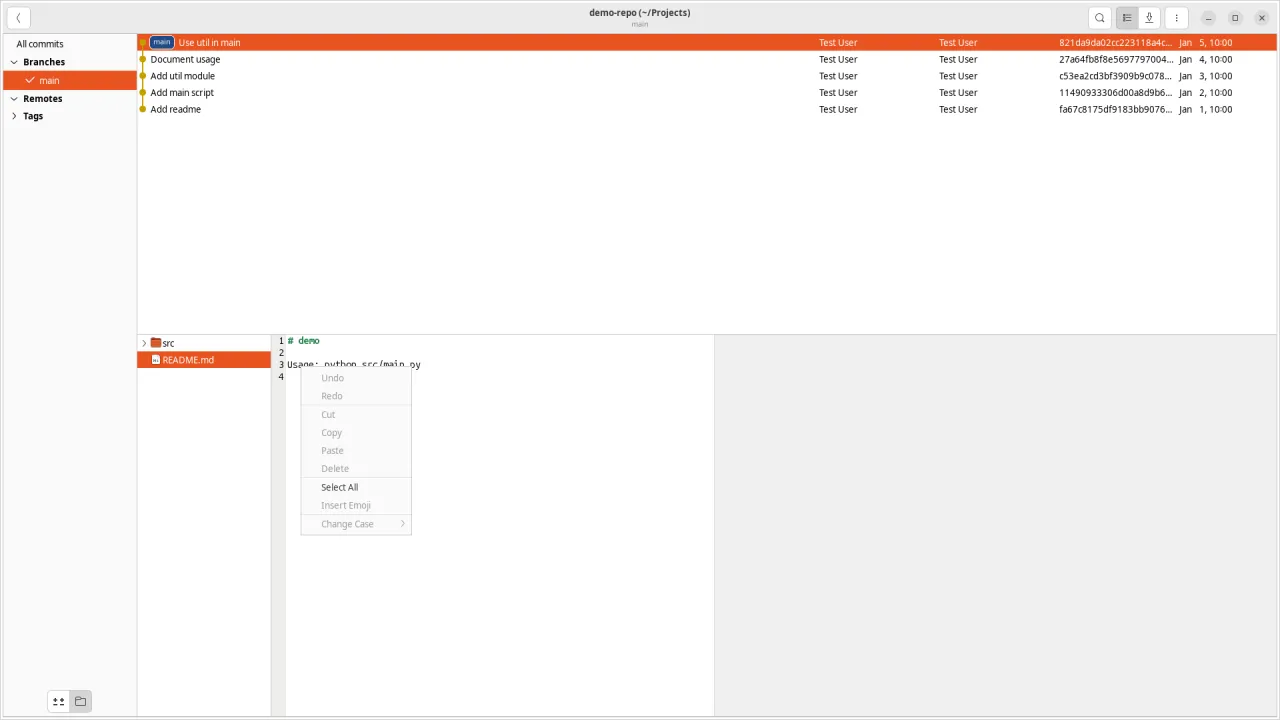 demo-repo (~/Projects)
main
All commits
Branches
main
Remotes
Tags
main Use util in main Test User Test User 821da9da02cc223118a4c... Jan 5, 10:00
Document usage Test User Test User 27a64fb8f8e5697797004... Jan 4, 10:00
Add util module Test User Test User c53ea2cd3bf3909b9c078... Jan 3, 10:00
Add main script Test User Test User 11490933306d00a8d9b6... Jan 2, 10:00
Add readme Test User Test User fa67c8175df9183bb9076... Jan 1, 10:00
src
README.md
1 # demo
2
3 Usage: python src/main.py
4
Undo
Redo
Cut
Copy
Paste
Delete
Select All
Insert Emoji
Change Case